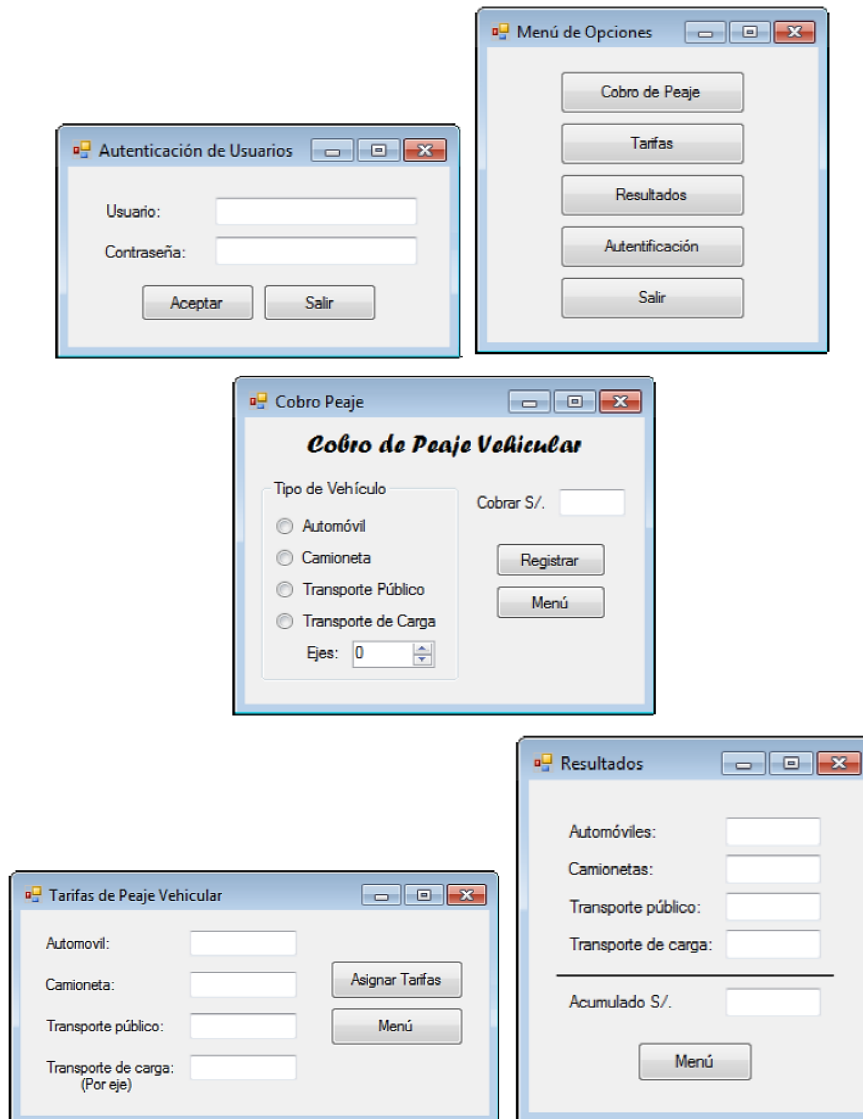 Autenticación de Usuarios
Usuario:
Contraseña:
Aceptar
Salir
Menú de Opciones
Cobro de Peaje
Tarifas
Resultados
Autentificación
Salir
Cobro Peaje
Cobro de Peaje Vehicular
Tipo de Vehículo
Automóvil
Camioneta
Transporte Público
Transporte de Carga
Ejes: 0
Cobrar S/.
Registrar
Menú
Tarifas de Peaje Vehicular
Automovil:
Camioneta:
Transporte público:
Transporte de carga:
(Por eje)
Asignar Tarifas
Menú
Resultados
Automóviles:
Camionetas:
Transporte público:
Transporte de carga:
Acumulado S/.
Menú